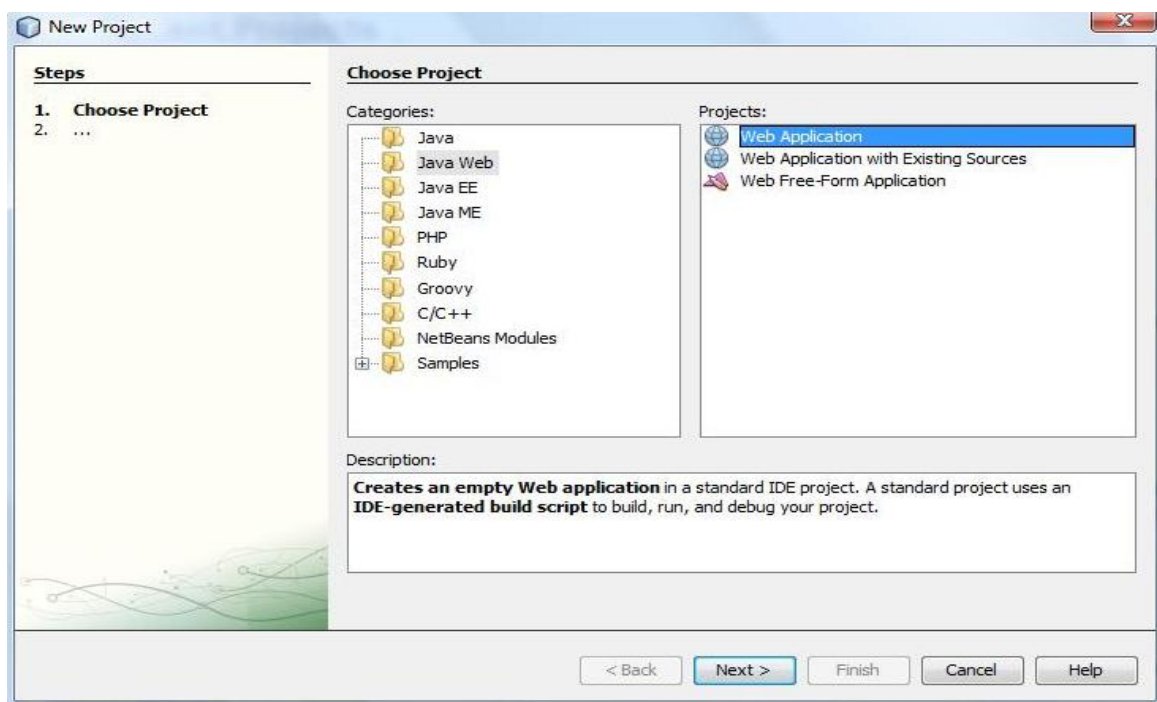 New Project
Steps
1. Choose Project
2. ...
Choose Project
Categories:
Java
Java Web
Java EE
Java ME
PHP
Ruby
Groovy
C/C++
NetBeans Modules
Samples
Projects:
Web Application
Web Application with Existing Sources
Web Free-Form Application
Description:
Creates an empty Web application in a standard IDE project. A standard project uses an
IDE-generated build script to build, run, and debug your project.
< Back
Next >
Finish
Cancel
Help